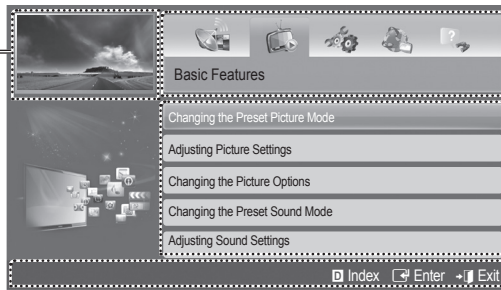 Basic Features
Changing the Preset Picture Mode
Adjusting Picture Settings
Changing the Picture Options
Changing the Preset Sound Mode
Adjusting Sound Settings
D Index Enter Exit